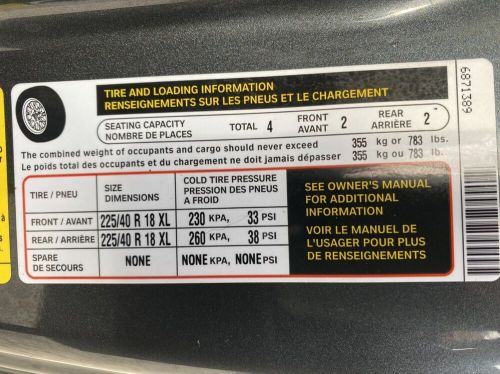 TIRE AND LOADING INFORMATION
RENSEIGNEMENTS SUR LES PNEUS ET LE CHARGEMENT
SEATING CAPACITY
NOMBRE DE PLACES
TOTAL 4
FRONT
AVANT 2
REAR
ARRIÈRE 2
The combined weight of occupants and cargo should never exceed 355 kg or 783 lbs.
Le poids total des occupants et du chargement ne doit jamais dépasser 355 kg ou 783 lb.
TIRE / PNEU
SIZE
DIMENSIONS
COLD TIRE PRESSURE
PRESSION DES PNEUS
A FROID
FRONT / AVANT 225/40 R 18 XL 230 KPA, 33 PSI
REAR / ARRIÈRE 225/40 R 18 XL 260 KPA, 38 PSI
SPARE
DE SECOURS
NONE NONE KPA, NONE PSI
SEE OWNER'S MANUAL
FOR ADDITIONAL
INFORMATION
VOIR LE MANUEL DE
L'USAGER POUR PLUS
DE RENSEIGNEMENTS
6871389